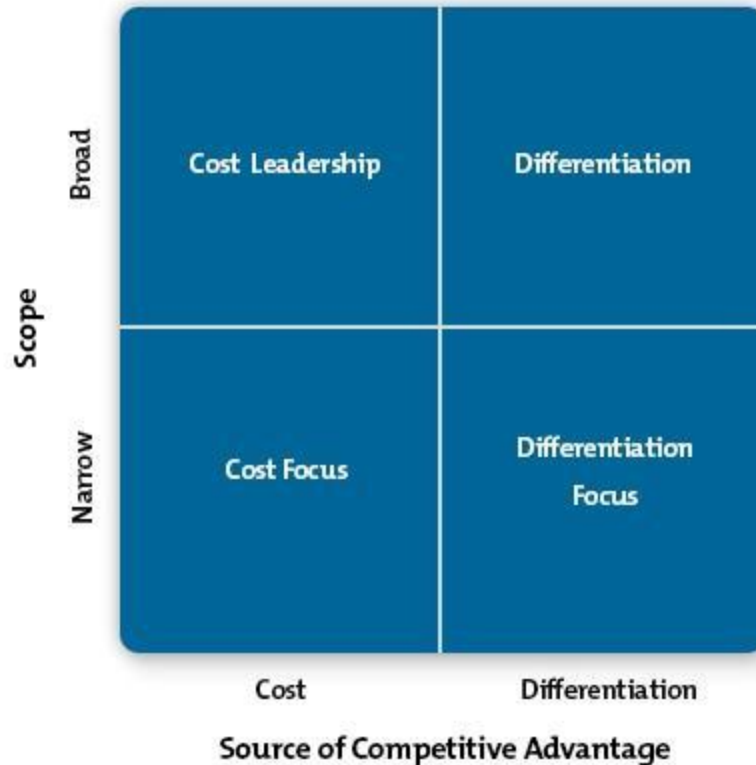 Broad
Cost Leadership
Differentiation
Scope
Narrow
Cost Focus
Differentiation
Focus
Cost
Differentiation
Source of Competitive Advantage